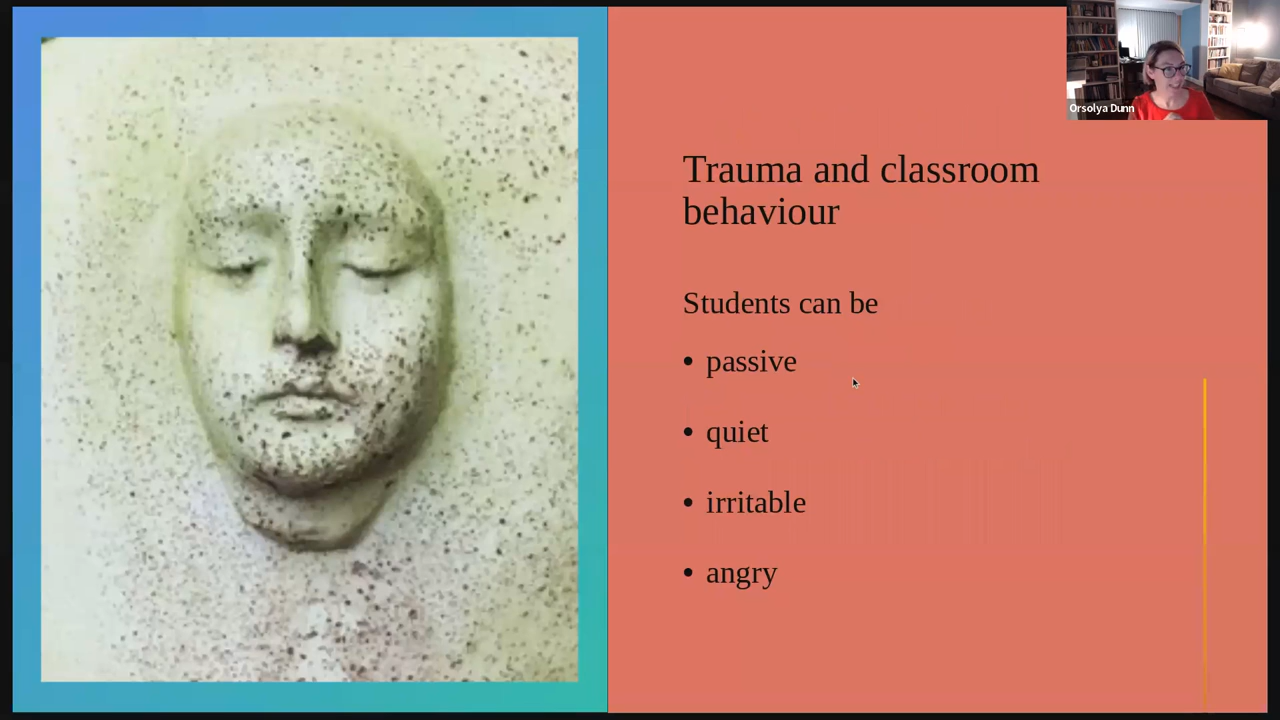 Orsolya Dunn
Trauma and classroom
behaviour
Students can be
• passive
• quiet
• irritable
• angry